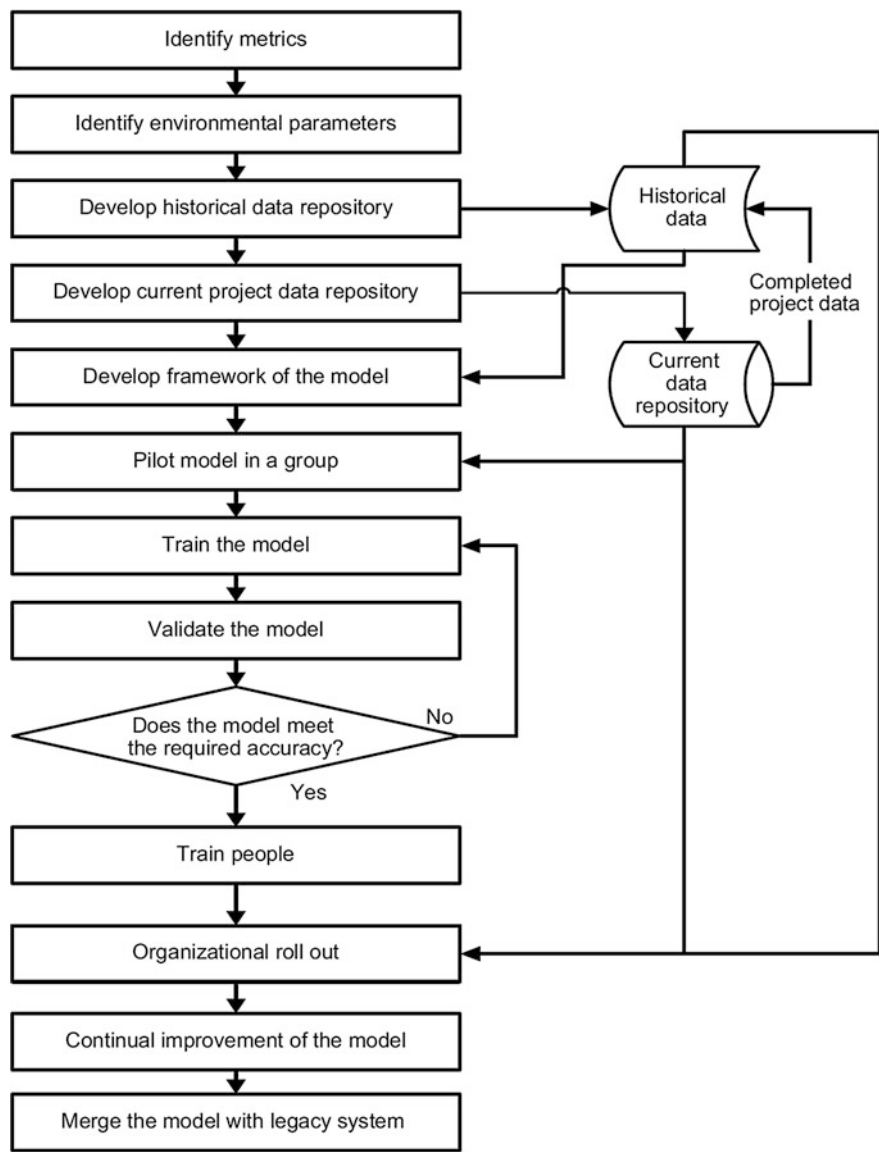 Identify metrics
Identify environmental parameters
Develop historical data repository
Historical
data
Develop current project data repository
Completed
project data
Develop framework of the model
Current
data
repository
Pilot model in a group
Train the model
Validate the model
Does the model meet
the required accuracy?
No
Yes
Train people
Organizational roll out
Continual improvement of the model
Merge the model with legacy system